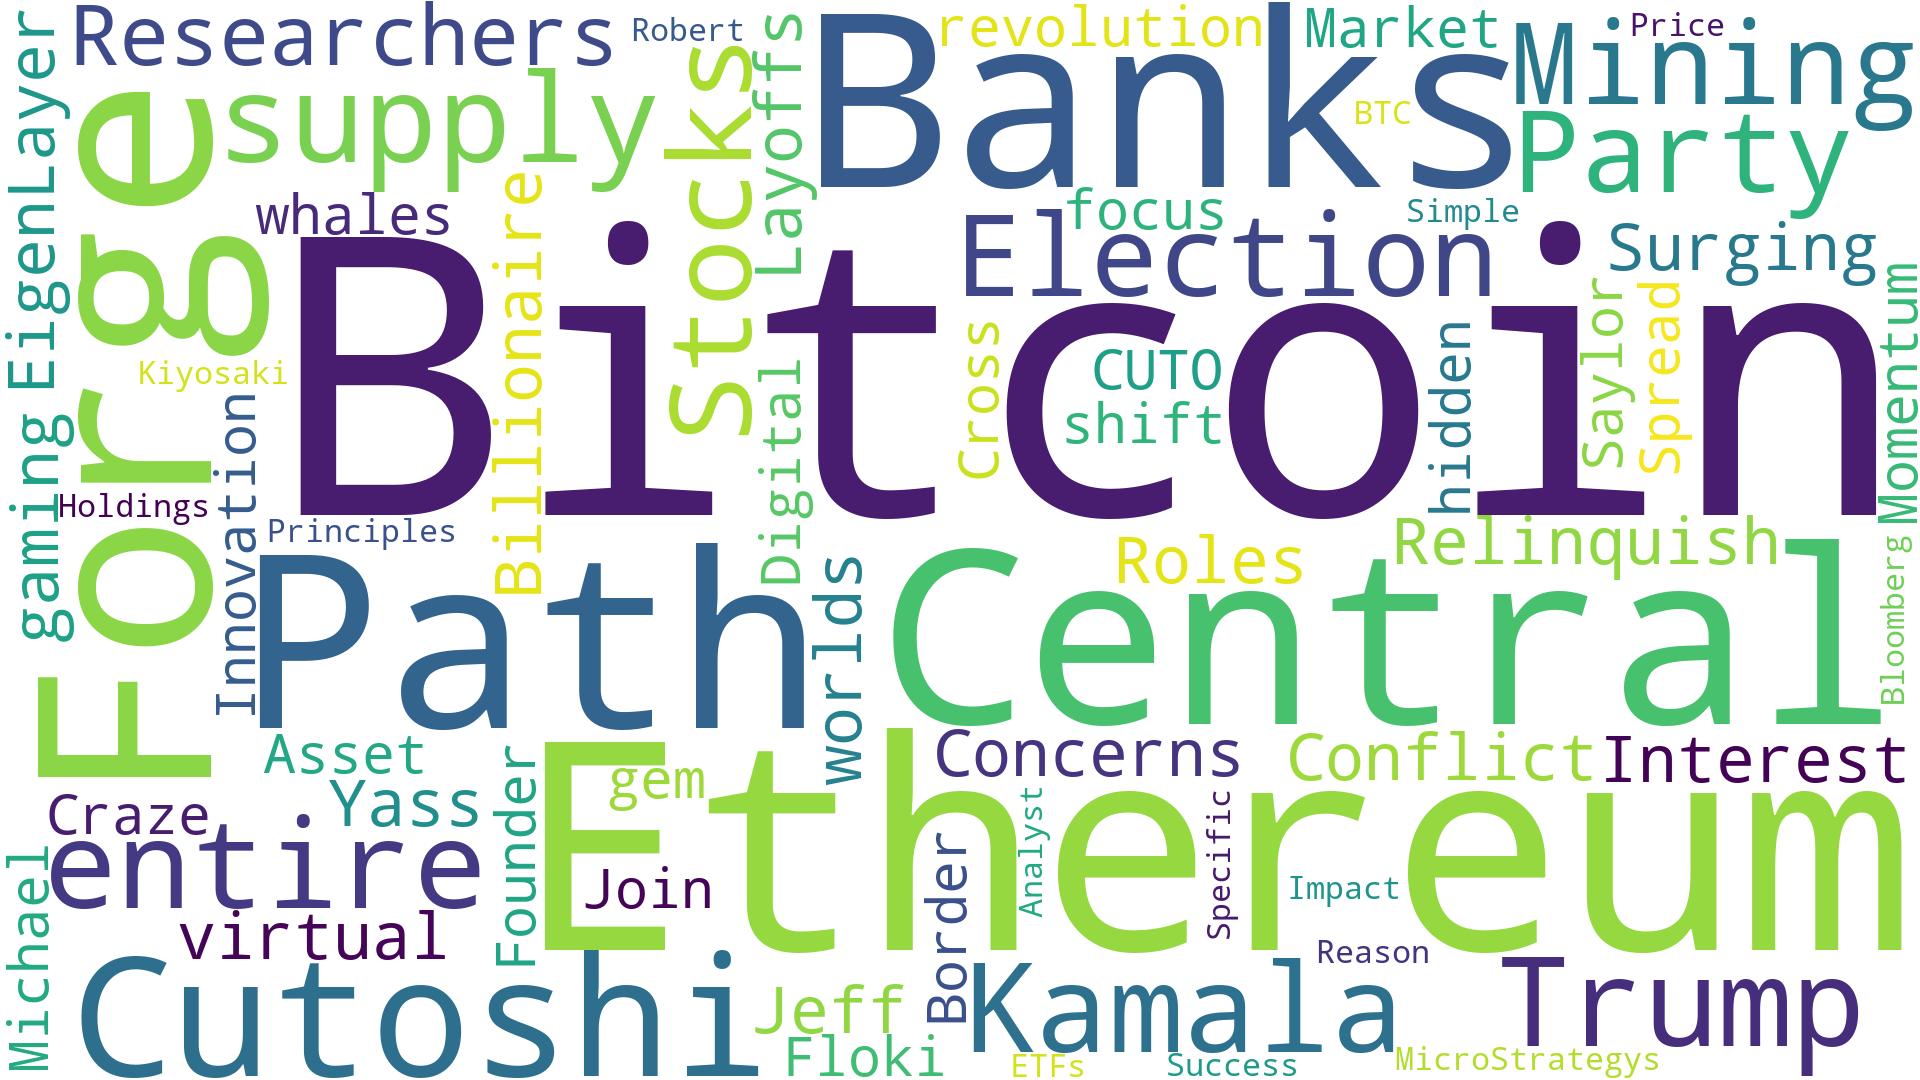 Researchers
Robert
revolution
Market
Price
Banks
Mining
BTC
supply
Party
Stocks
Layoffs
EigenLayer
Forge
whales
Billionaire
focus
Simple
Election
Surging
Bitcoin
Kiyosaki
Digital
Cross
CUTO
shift
hidden
Saylor
Spread
Momentum
gaming
Innovation
Holdings
Principles
Path
worlds
Roles
Relinquish
Central
Bloomberg
Asset
Yass
Founder
gem
Concerns
Conflict
Interest
Ethereum
Craze
entire
Join
Border
Analyst
Specific
Impact
virtual
Michael
Reason
Cutoshi
Jeff
Floki
Kamala
Trump
ETFs
Success
MicroStrategys